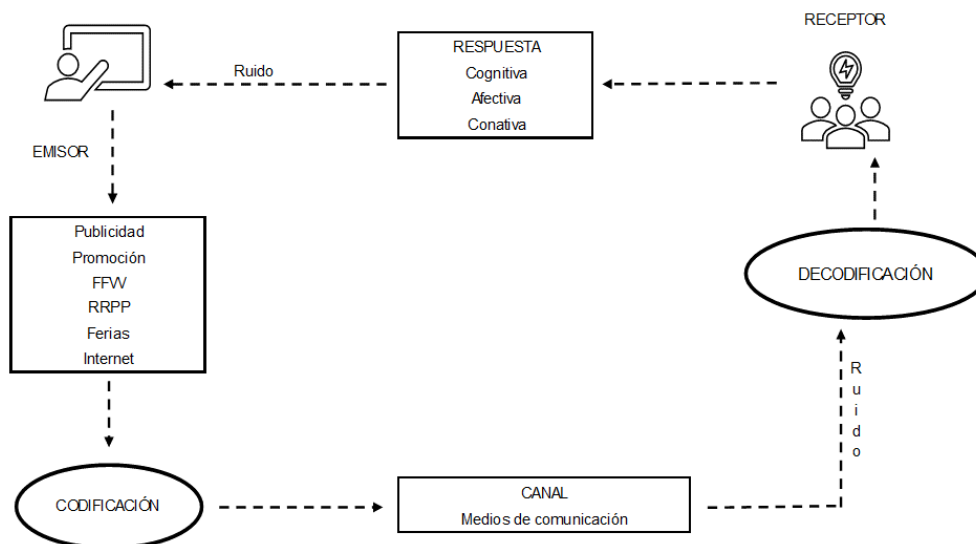 RECEPTOR
RESPUESTA
Cognitiva
Afectiva
Conativa
Ruido
EMISOR
Publicidad
Promoción
FFVV
RRPP
Ferias
Internet
CODIFICACIÓN
CANAL
Medios de comunicación
Ruido
DECODIFICACIÓN